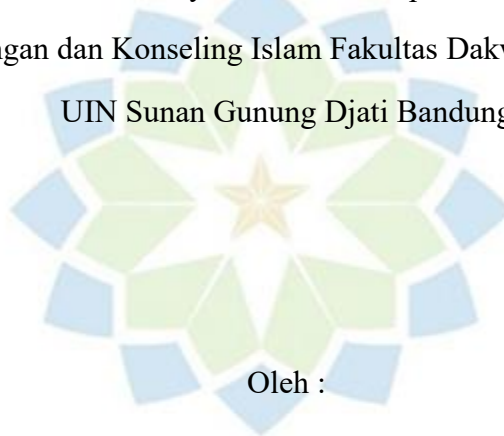 ngan dan Konseling Islam Fakultas Dakw
UIN Sunan Gunung Djati Bandung
Oleh :